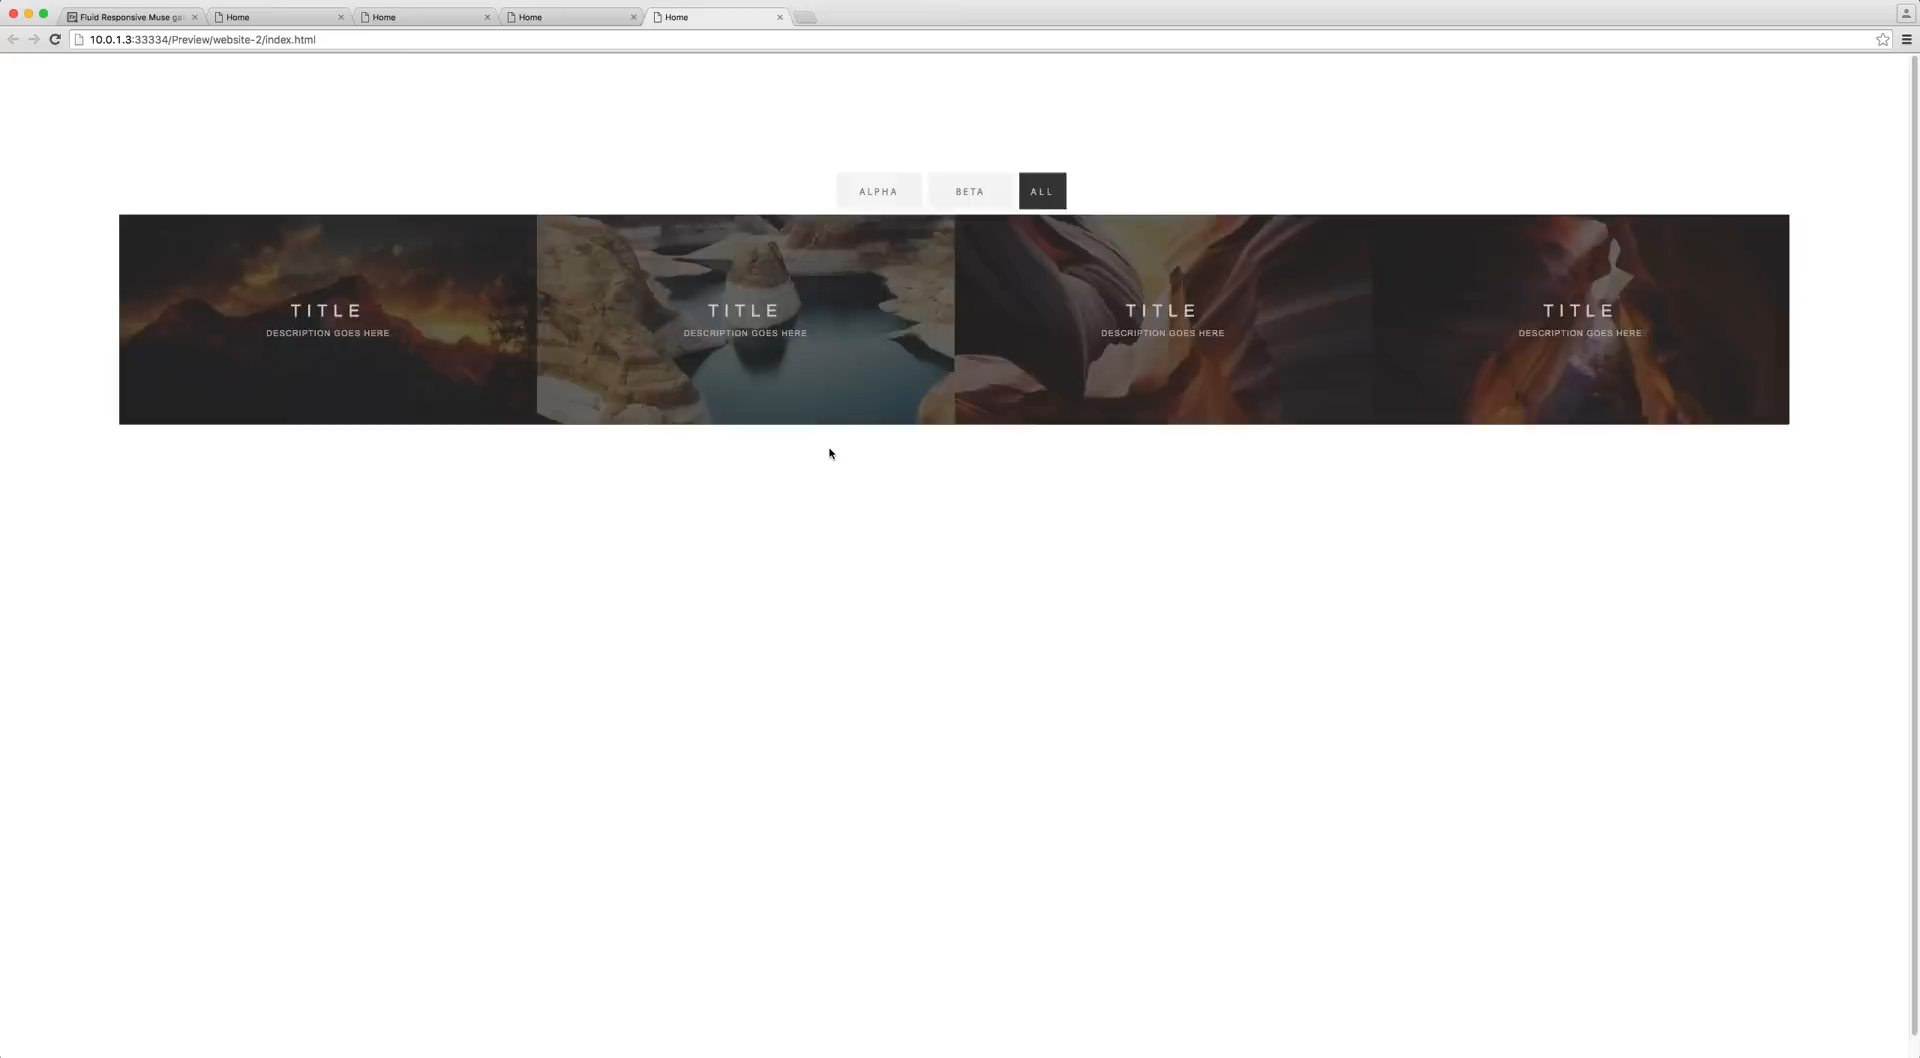 Fluid Responsive Muse ga
Home
Home
Home
Home
10.0.1.3:33334/Preview/website-2/index.html
ALPHA
BETA
ALL
TITLE
DESCRIPTION GOES HERE
TITLE
DESCRIPTION GOES HERE
TITLE
DESCRIPTION GOES HERE
TITLE
DESCRIPTION GOES HERE